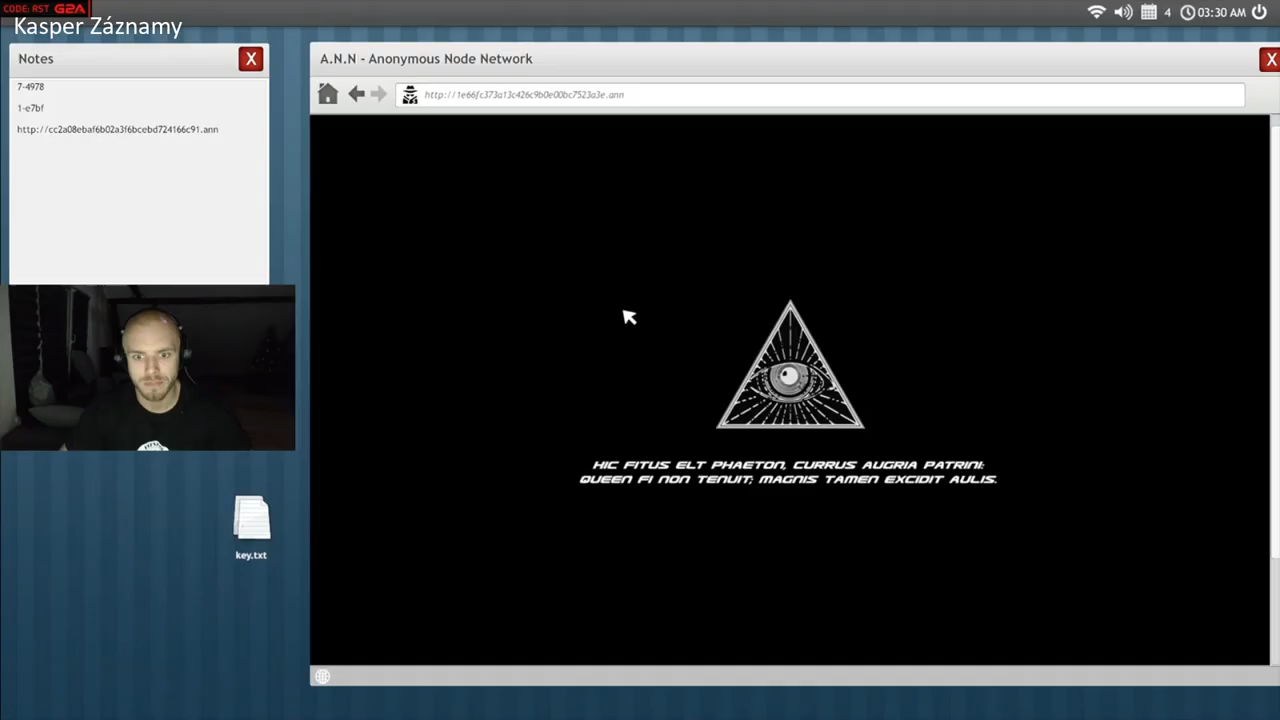 CODE: RST G2A
Kasper Záznamy
4 03:30 AM
Notes
X
7-4978
1-e7bf
http://cc2a08ebaf6b02a3f6bcebd724166c91.ann
key.txt
A.N.N - Anonymous Node Network
X
http://1e66fc373a13c426c9b0e00bc7523a3e.ann
HIC FITUS ELT PHAETON, CURRUS AUGRIA PATRINI:
QUEEN FI NON TENUIT; MAGNIS TAMEN EXCIDIT AULIS.